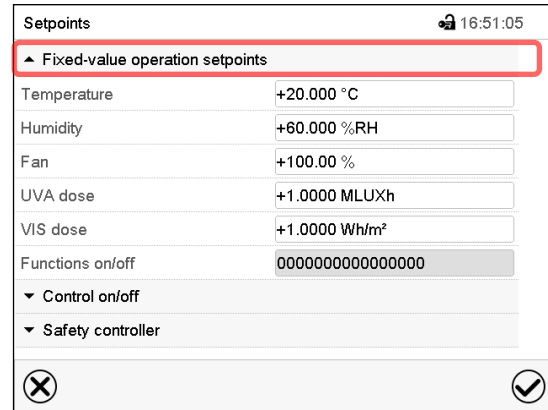 Setpoints 16:51:05
Fixed-value operation setpoints
Temperature +20.000 °C
Humidity +60.000 %RH
Fan +100.00 %
UVA dose +1.0000 MLUXh
VIS dose +1.0000 Wh/m²
Functions on/off 0000000000000000
Control on/off
Safety controller